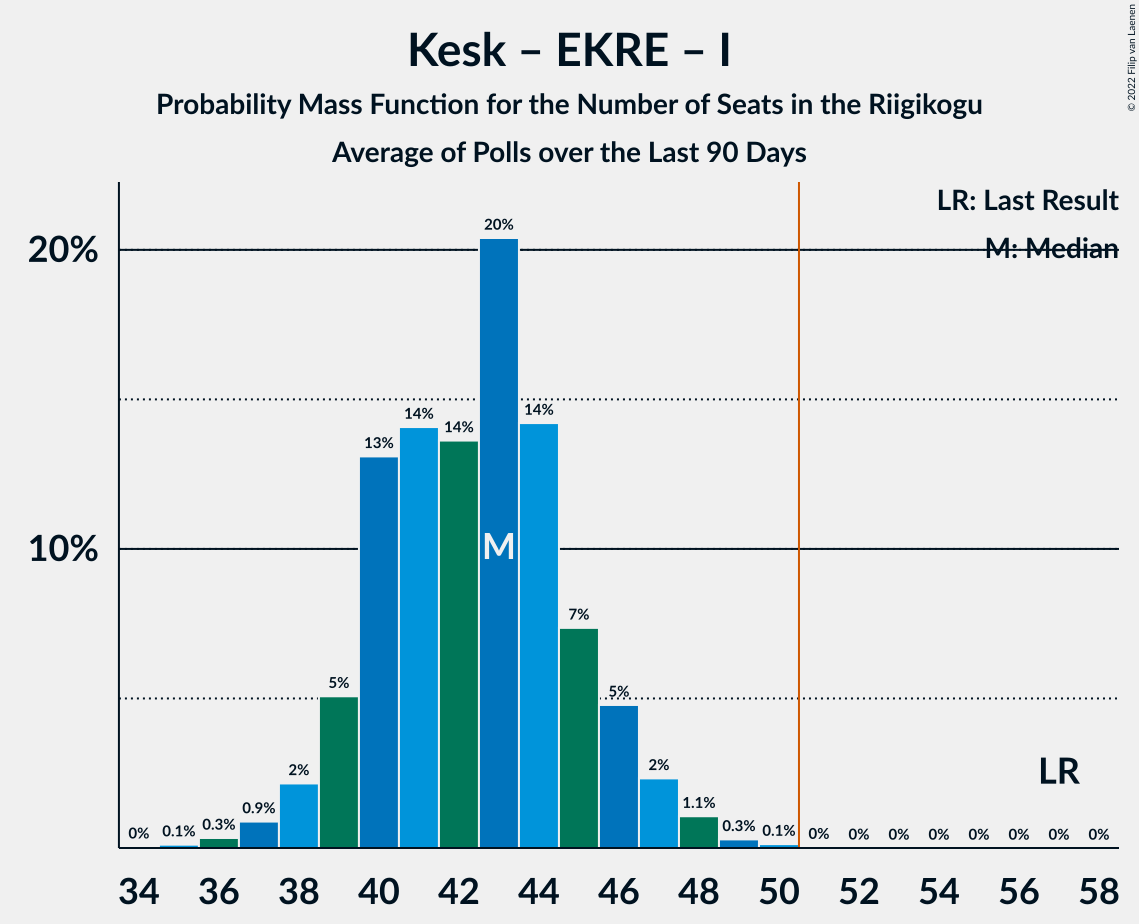 Kesk – EKRE – I
Probability Mass Function for the Number of Seats in the Riigikogu
Average of Polls over the Last 90 Days
© 2022 Filip van Laenen
LR: Last Result
M: Median
20%
10%
0% 0.1% 0.3% 0.9% 2% 5% 13% 14% 14% 20% 14% 7% 5% 2% 1.1% 0.3% 0.1% 0% 0% 0% 0% 0% 0% 0% 0%
M
LR
34 36 38 40 42 44 46 48 50 52 54 56 58